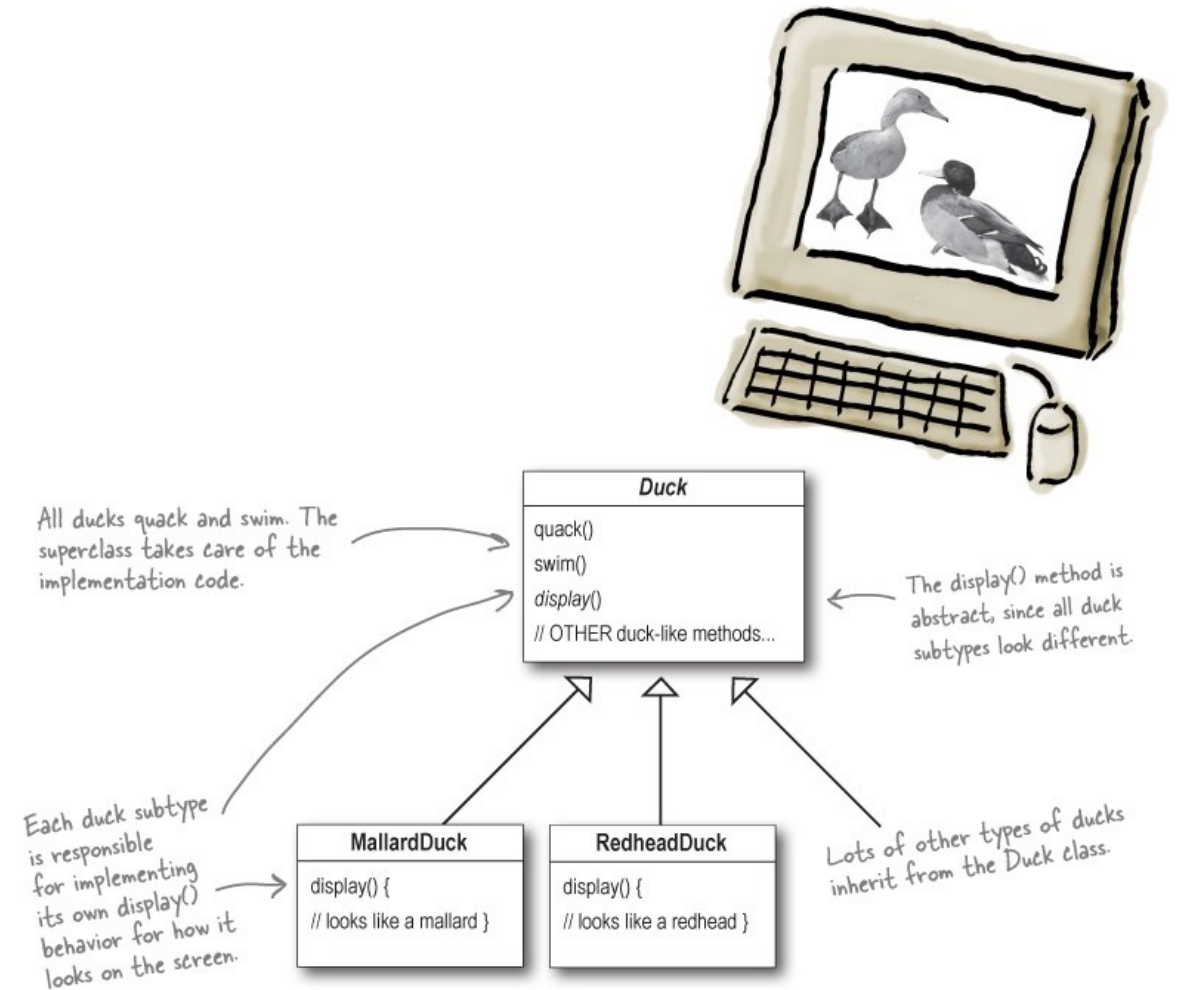 All ducks quack and swim. The
superclass takes care of the
implementation code.
Duck
quack()
swim()
display()
// OTHER duck-like methods...
The display() method is
abstract, since all duck
subtypes look different.
Each duck subtype
is responsible
for implementing
its own display()
behavior for how it
looks on the screen.
MallardDuck
display() {
// looks like a mallard }
RedheadDuck
display() {
// looks like a redhead }
Lots of other types of ducks
inherit from the Duck class.